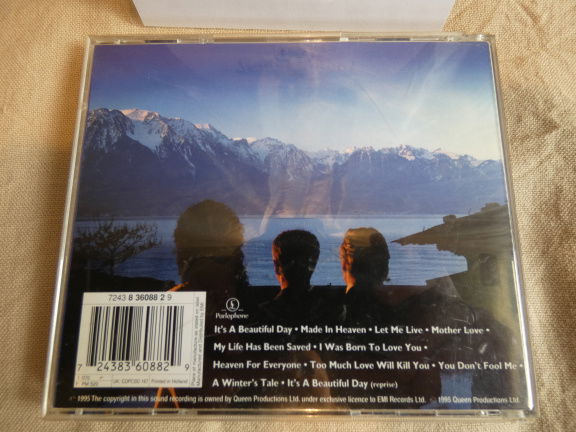 7243 8 36088 2 9
Parlophone
It's A Beautiful Day • Made In Heaven • Let Me Live • Mother Love •
My Life Has Been Saved • I Was Born To Love You •
Heaven For Everyone • Too Much Love Will Kill You • You Don't Fool Me •
A Winter's Tale • It's A Beautiful Day (reprise)
7 24383 60882 9
UK: CDPCSD 167 Printed in Holland
PM 520
℗ 1995 The copyright in this sound recording is owned by Queen Productions Ltd. under exclusive licence to EMI Records Ltd. © 1995 Queen Productions Ltd.